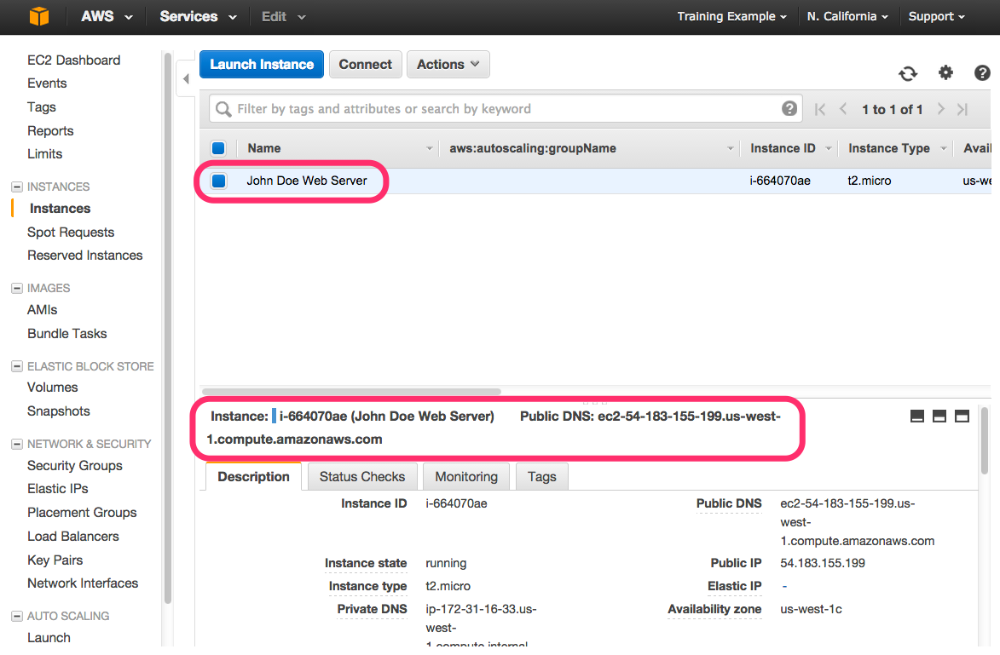 AWS Services Edit Training Example N. California Support
EC2 Dashboard
Events
Tags
Reports
Limits
INSTANCES
Instances
Spot Requests
Reserved Instances
IMAGES
AMIs
Bundle Tasks
ELASTIC BLOCK STORE
Volumes
Snapshots
NETWORK & SECURITY
Security Groups
Elastic IPs
Placement Groups
Load Balancers
Key Pairs
Network Interfaces
AUTO SCALING
Launch
Launch Instance Connect Actions
Filter by tags and attributes or search by keyword 1 to 1 of 1
Name aws:autoscaling:groupName Instance ID Instance Type Avail
John Doe Web Server i-664070ae t2.micro us-we
Instance: i-664070ae (John Doe Web Server) Public DNS: ec2-54-183-155-199.us-west-
1.compute.amazonaws.com
Description Status Checks Monitoring Tags
Instance ID i-664070ae Public DNS ec2-54-183-155-199.us-
west-
1.compute.amazonaws.com
Instance state running Public IP 54.183.155.199
Instance type t2.micro Elastic IP -
Private DNS ip-172-31-16-33.us- Availability zone us-west-1c
west-
1.compute.internal